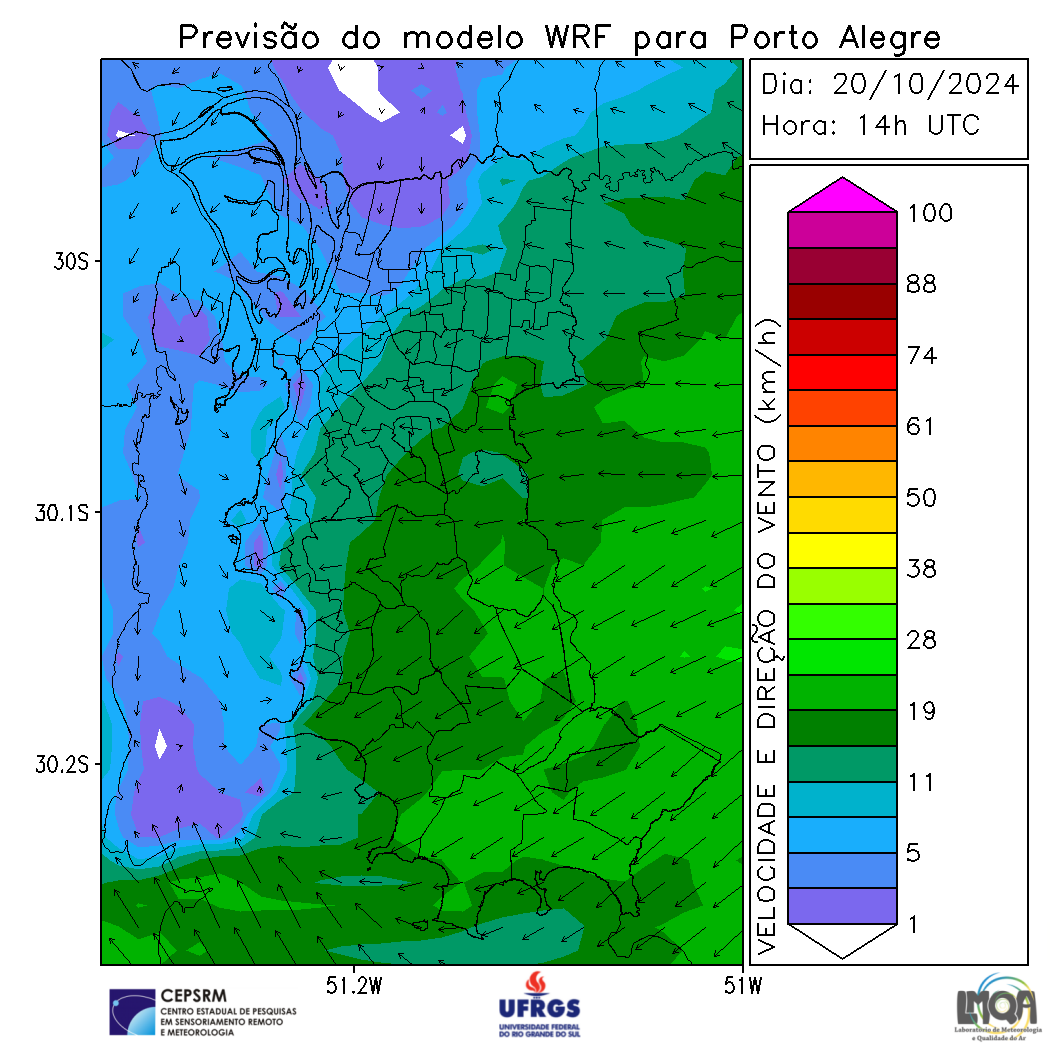 Previsão do modelo WRF para Porto Alegre
Dia: 20/10/2024
Hora: 14h UTC
30S
30.1S
30.2S
51.2W
51W
VELOCIDADE E DIREÇÃO DO VENTO (km/h)
100
88
74
61
50
38
28
19
11
5
1
CEPSRM
CENTRO ESTADUAL DE PESQUISAS
EM SENSORIAMENTO REMOTO
E METEOROLOGIA
UFRGS
UNIVERSIDADE FEDERAL
DO RIO GRANDE DO SUL
LMQA
Laboratório de Meteorologia
e Qualidade do Ar